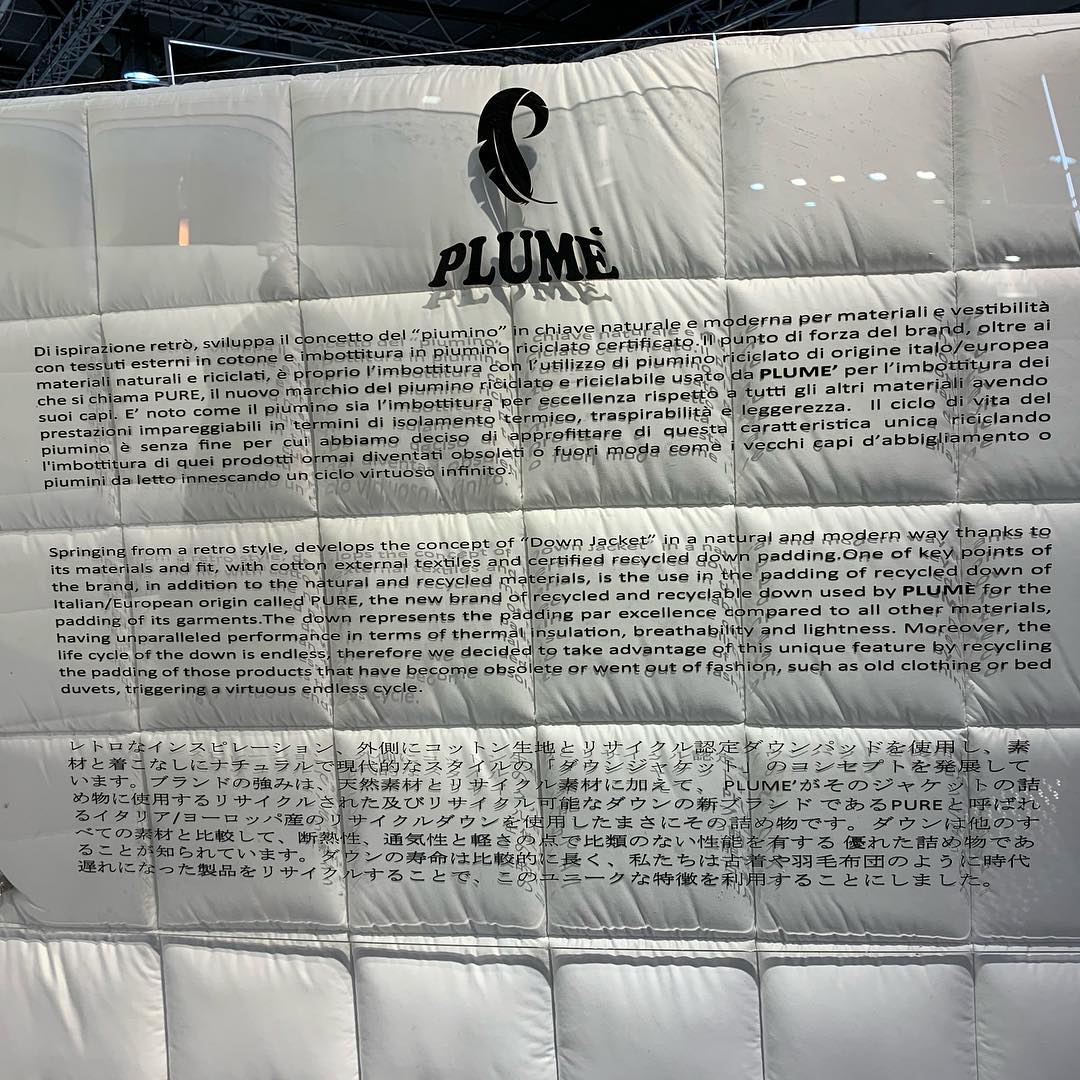 PLUMÈ
Di ispirazione retrò, sviluppa il concetto del “piumino” in chiave naturale e moderna per materiali e vestibilità
con tessuti esterni in cotone e imbottitura in piumino riciclato certificato.Il punto di forza del brand, oltre ai
materiali naturali e riciclati, è proprio l’imbottitura con l’utilizzo di piumino riciclato di origine italo/europea
che si chiama PURE, il nuovo marchio del piumino riciclato e riciclabile usato da PLUME’ per l’imbottitura dei
suoi capi. E’ noto come il piumino sia l’imbottitura per eccellenza rispetto a tutti gli altri materiali avendo
prestazioni impareggiabili in termini di isolamento termico, traspirabilità e leggerezza. Il ciclo di vita del
piumino è senza fine per cui abbiamo deciso di approfittare di questa caratteristica unica riciclando
l'imbottitura di quei prodotti ormai diventati obsoleti o fuori moda come i vecchi capi d’abbigliamento o
piumini da letto innescando un ciclo virtuoso infinito.
Springing from a retro style, develops the concept of “Down Jacket” in a natural and modern way thanks to
its materials and fit, with cotton external textiles and certified recycled down padding.One of key points of
the brand, in addition to the natural and recycled materials, is the use in the padding of recycled down of
Italian/European origin called PURE, the new brand of recycled and recyclable down used by PLUMÈ for the
padding of its garments.The down represents the padding par excellence compared to all other materials,
having unparalleled performance in terms of thermal insulation, breathability and lightness. Moreover, the
life cycle of the down is endless, therefore we decided to take advantage of this unique feature by recycling
the padding of those products that have become obsolete or went out of fashion, such as old clothing or bed
duvets, triggering a virtuous endless cycle.
レトロなインスピレーション、外側にコットン生地とリサイクル認定ダウンパッドを使用し、素
材と着こなしにナチュラルで現代的なスタイルの「ダウンジャケット」のコンセプトを発展して
います。ブランドの強みは、天然素材とリサイクル素材に加えて、PLUME’がそのジャケットの詰
め物に使用するリサイクルされた及びリサイクル可能なダウンの新ブランド であるPUREと呼ばれ
るイタリア/ヨーロッパ産のリサイクルダウンを使用したまさにその詰め物です。ダウンは他のす
べての素材と比較して、断熱性、通気性と軽さの点で比類のない性能を有する 優れた詰め物であ
ることが知られています。ダウンの寿命は比較的に長く、私たちは古着や羽毛布団のように時代
遅れになった製品をリサイクルすることで、このユニークな特徴を利用することにしました。